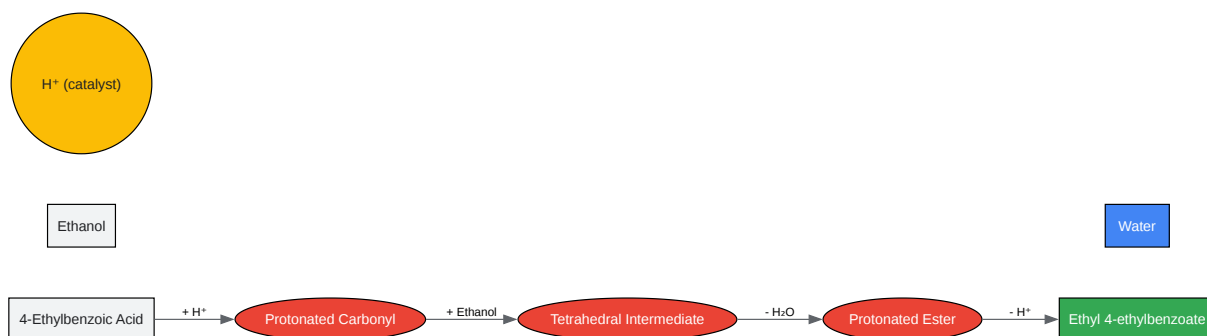 H⁺ (catalyst)
Ethanol
Water
4-Ethylbenzoic Acid
+ H⁺
Protonated Carbonyl
+ Ethanol
Tetrahedral Intermediate
- H₂O
Protonated Ester
- H⁺
Ethyl 4-ethylbenzoate